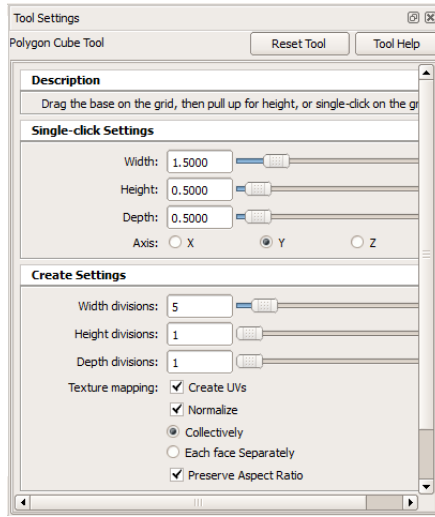 Tool Settings
Polygon Cube Tool Reset Tool Tool Help
Description
Drag the base on the grid, then pull up for height, or single-click on the gr
Single-click Settings
Width: 1.5000
Height: 0.5000
Depth: 0.5000
Axis: X Y Z
Create Settings
Width divisions: 5
Height divisions: 1
Depth divisions: 1
Texture mapping: Create UVs
Normalize
Collectively
Each face Separately
Preserve Aspect Ratio